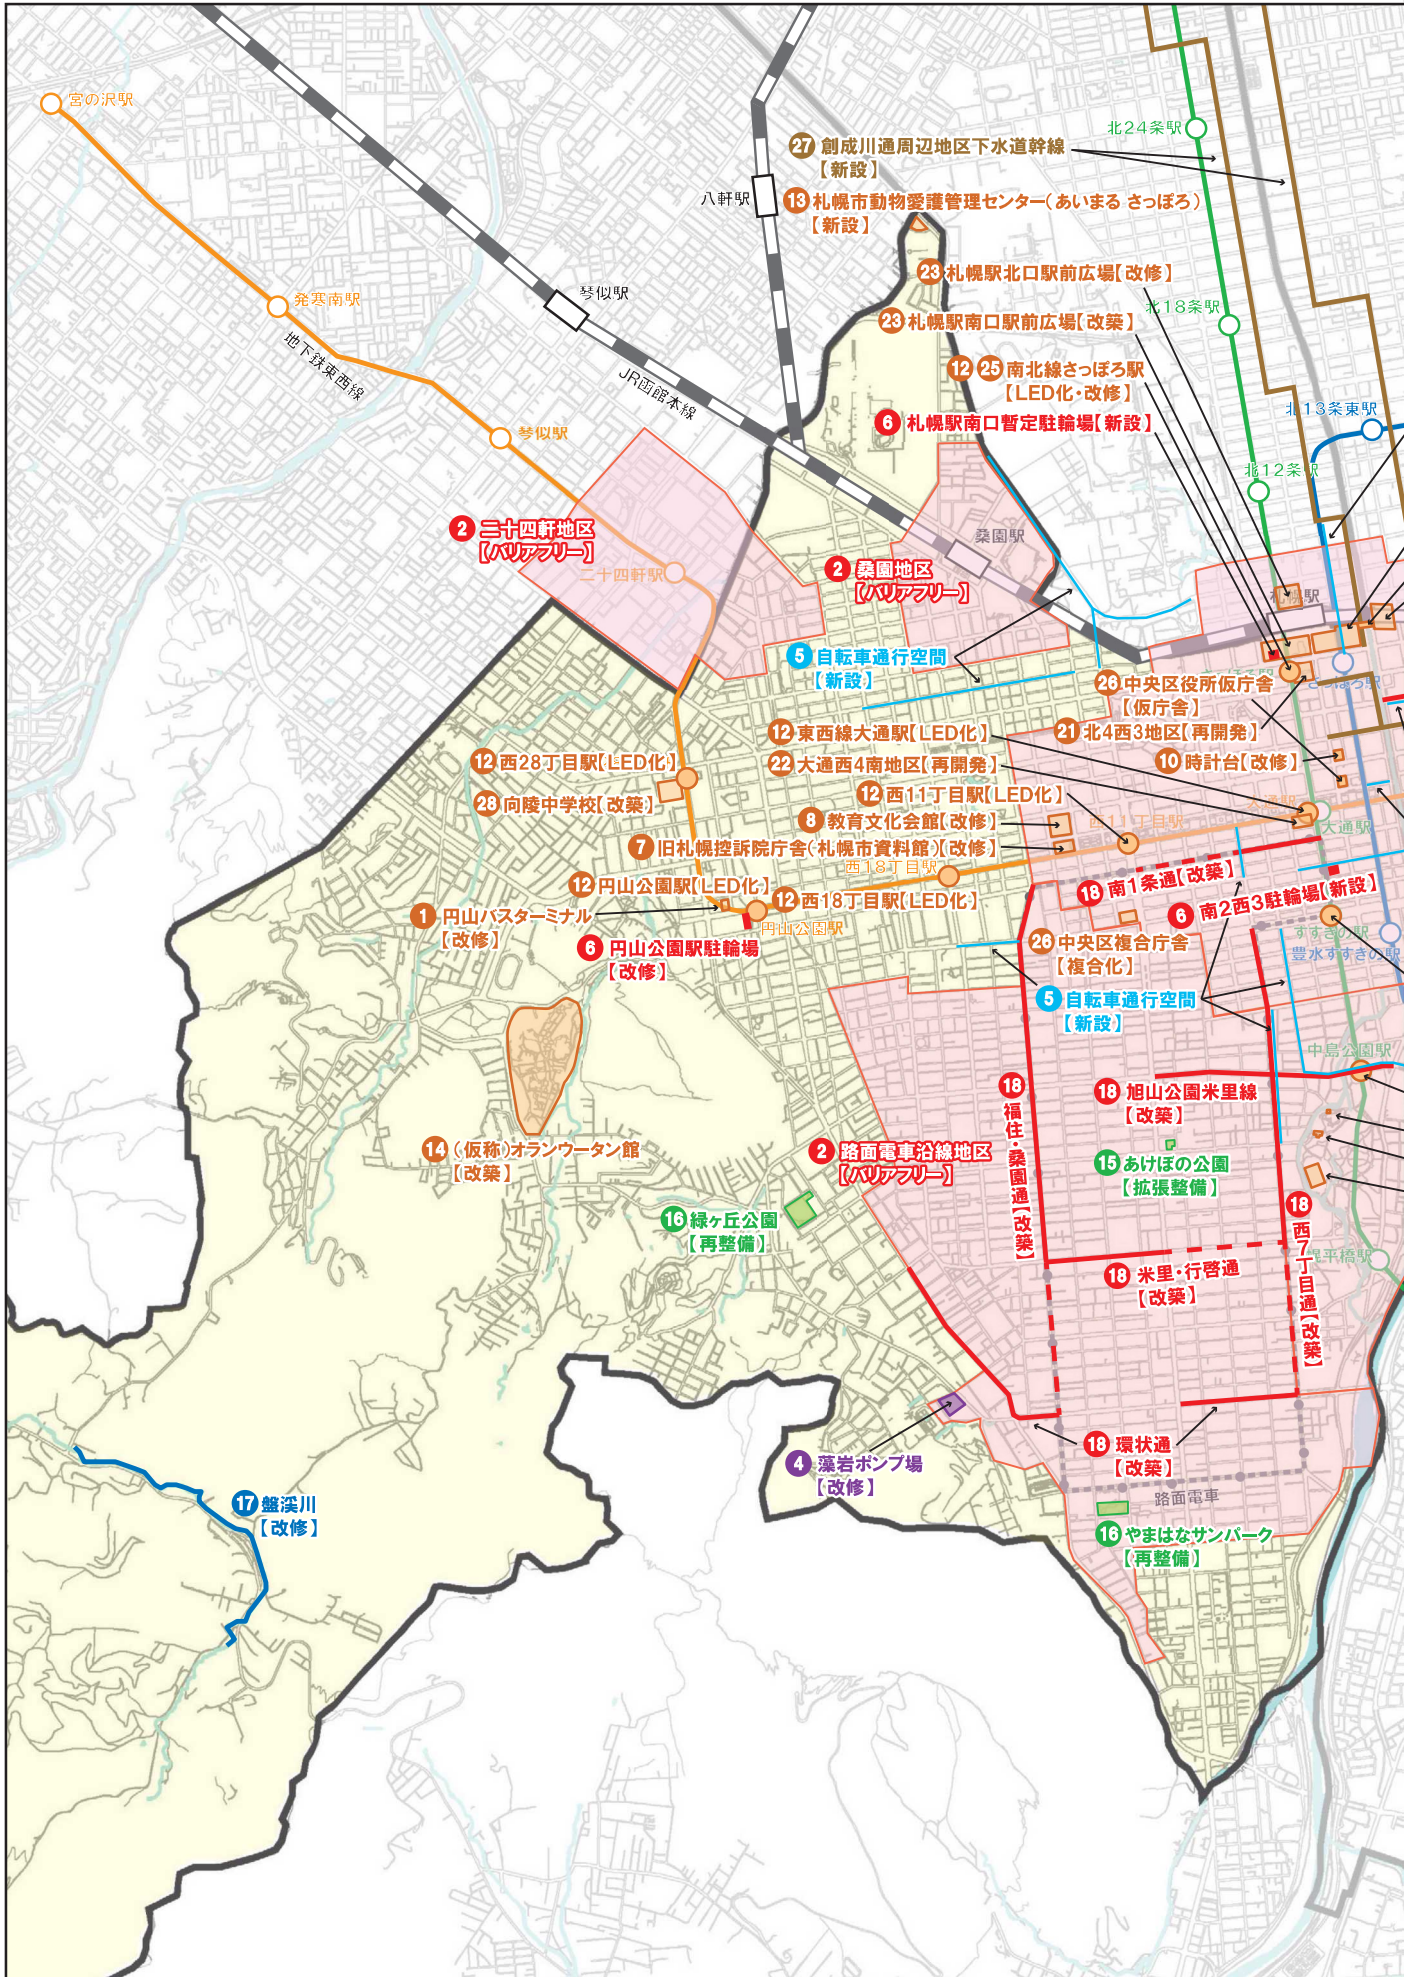 宮の沢駅
北24条駅
27 創成川通周辺地区下水道幹線
【新設】
八軒駅
13 札幌市動物愛護管理センター(あいまる さっぽろ)
【新設】
23 札幌駅北口駅前広場【改修】
琴似駅
発寒南駅
北18条駅
23 札幌駅南口駅前広場【改築】
地下鉄東西線
JR函館本線
12 25 南北線さっぽろ駅
【LED化・改修】
北13条東駅
6 札幌駅南口暫定駐輪場【新設】
琴似駅
北12条駅
2 二十四軒地区
【バリアフリー】
桑園駅
二十四軒駅
2 桑園地区
【バリアフリー】
札幌駅
5 自転車通行空間
【新設】
さっぽろ駅
さっぽろ駅
26 中央区役所仮庁舎
【仮庁舎】
12 東西線大通駅【LED化】
21 北4西3地区【再開発】
12 西28丁目駅【LED化】
22 大通西4南地区【再開発】
10 時計台【改修】
28 向陵中学校【改築】
12 西11丁目駅【LED化】
大通駅
8 教育文化会館【改修】
西11丁目駅
大通駅
7 旧札幌控訴院庁舎(札幌市資料館)【改修】
西18丁目駅
18 南1条通【改築】
12 円山公園駅【LED化】
12 西18丁目駅【LED化】
6 南2西3駐輪場【新設】
1 円山バスターミナル
【改修】
円山公園駅
すすきの駅
6 円山公園駅駐輪場
【改修】
26 中央区複合庁舎
【複合化】
豊水すすきの駅
5 自転車通行空間
【新設】
中島公園駅
18 福住・桑園通【改築】
18 旭山公園米里線
【改築】
14 (仮称)オランウータン館
【改築】
2 路面電車沿線地区
【バリアフリー】
15 あけぼの公園
【拡張整備】
16 緑ヶ丘公園
【再整備】
18 西7丁目通【改築】
幌平橋駅
18 米里・行啓通
【改築】
18 環状通
【改築】
4 藻岩ポンプ場
【改修】
17 盤渓川
【改修】
路面電車
16 やまはなサンパーク
【再整備】